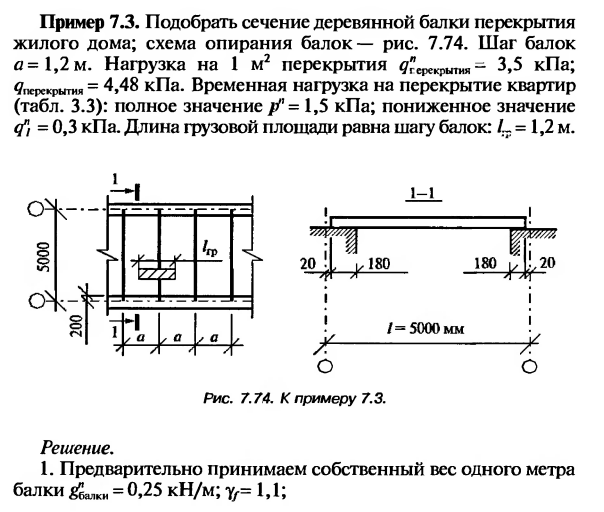 Пример 7.3. Подобрать сечение деревянной балки перекрытия
жилого дома; схема опирания балок — рис. 7.74. Шаг балок
a = 1,2 м. Нагрузка на 1 м² перекрытия qⁿперекрытия = 3,5 кПа;
qперекрытия = 4,48 кПа. Временная нагрузка на перекрытие квартир
(табл. 3.3): полное значение pⁿ = 1,5 кПа; пониженное значение
qⁿl = 0,3 кПа. Длина грузовой площади равна шагу балок: lгр = 1,2 м.
1
5000
lгр
200
1
a
a
a
1–1
20
180
180
20
l = 5000 мм
Рис. 7.74. К примеру 7.3.
Решение.
1. Предварительно принимаем собственный вес одного метра
балки gⁿбалки = 0,25 кН/м; γf = 1,1;